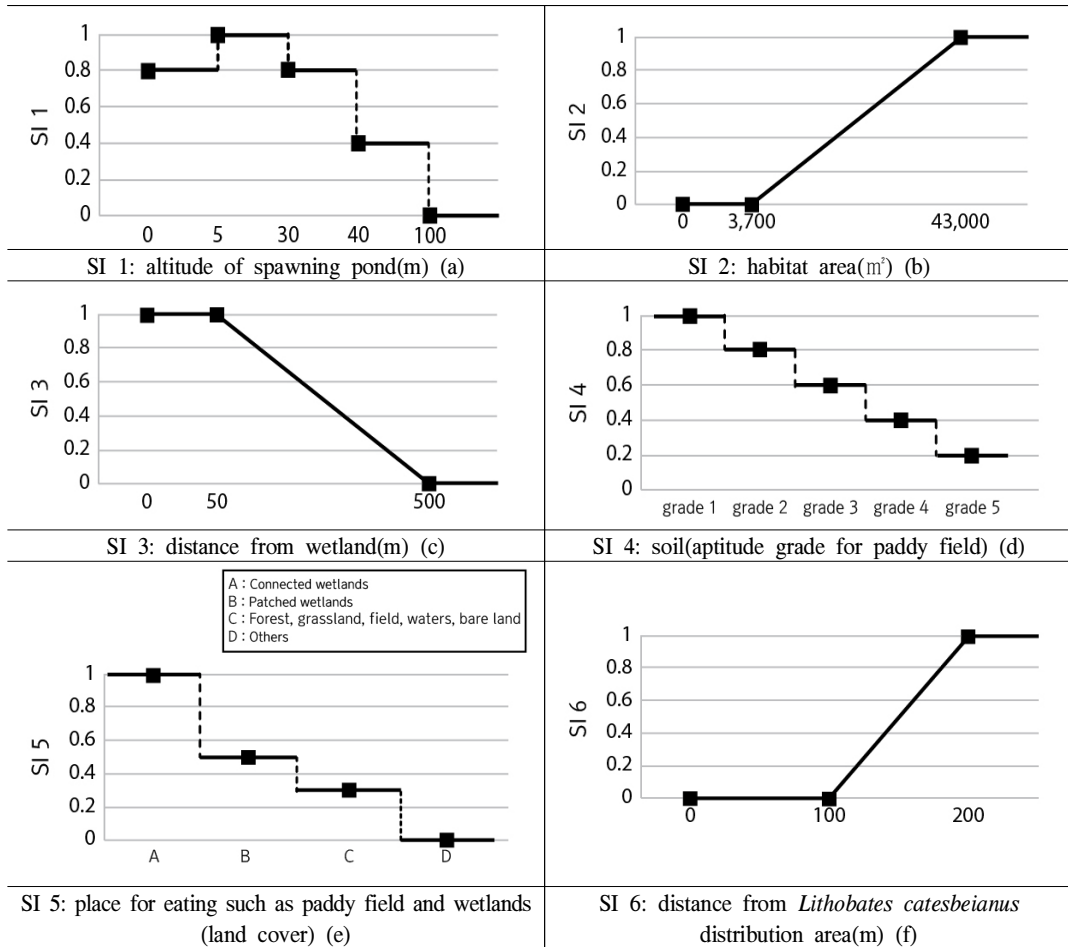 SI 1
1
0.8
0.6
0.4
0.2
0
0 5 30 40 100
SI 1: altitude of spawning pond(m) (a)
SI 2
1
0.8
0.6
0.4
0.2
0
0 3,700 43,000
SI 2: habitat area(㎡) (b)
SI 3
1
0.8
0.6
0.4
0.2
0
0 50 500
SI 3: distance from wetland(m) (c)
SI 4
1
0.8
0.6
0.4
0.2
0
grade 1 grade 2 grade 3 grade 4 grade 5
SI 4: soil(aptitude grade for paddy field) (d)
A : Connected wetlands
B : Patched wetlands
C : Forest, grassland, field, waters, bare land
D : Others
SI 5
1
0.8
0.6
0.4
0.2
0
A B C D
SI 5: place for eating such as paddy field and wetlands
(land cover) (e)
SI 6
1
0.8
0.6
0.4
0.2
0
0 100 200
SI 6: distance from Lithobates catesbeianus
distribution area(m) (f)